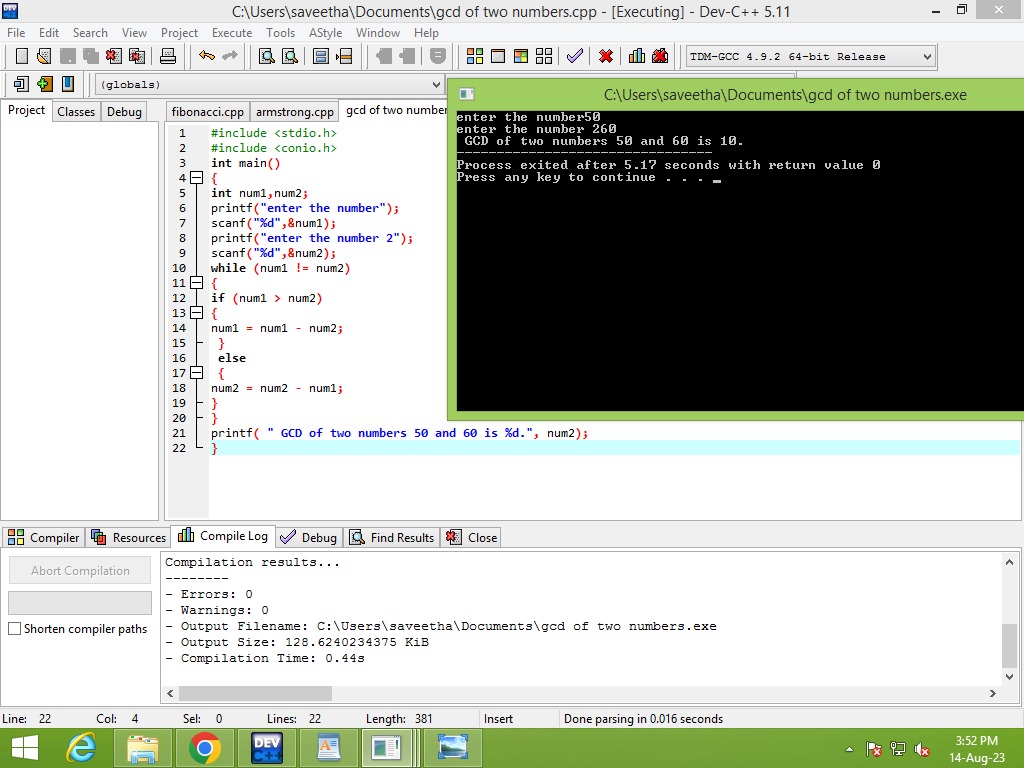 C:\Users\saveetha\Documents\gcd of two numbers.cpp - [Executing] - Dev-C++ 5.11
File Edit Search View Project Execute Tools AStyle Window Help
TDM-GCC 4.9.2 64-bit Release
(globals)
Project Classes Debug
fibonacci.cpp armstrong.cpp gcd of two number
1 #include <stdio.h>
2 #include <conio.h>
3 int main()
4 {
5 int num1,num2;
6 printf("enter the number");
7 scanf("%d",&num1);
8 printf("enter the number 2");
9 scanf("%d",&num2);
10 while (num1 != num2)
11 {
12 if (num1 > num2)
13 {
14 num1 = num1 - num2;
15 }
16 else
17 {
18 num2 = num2 - num1;
19 }
20 }
21 printf( " GCD of two numbers 50 and 60 is %d.", num2);
22 }
C:\Users\saveetha\Documents\gcd of two numbers.exe
enter the number50
enter the number 260
GCD of two numbers 50 and 60 is 10.
--------------------------------
Process exited after 5.17 seconds with return value 0
Press any key to continue . . . _
Compiler Resources Compile Log Debug Find Results Close
Abort Compilation
Shorten compiler paths
Compilation results...
--------
- Errors: 0
- Warnings: 0
- Output Filename: C:\Users\saveetha\Documents\gcd of two numbers.exe
- Output Size: 128.6240234375 KiB
- Compilation Time: 0.44s
Line: 22 Col: 4 Sel: 0 Lines: 22 Length: 381 Insert Done parsing in 0.016 seconds
DEV C++
3:52 PM
14-Aug-23